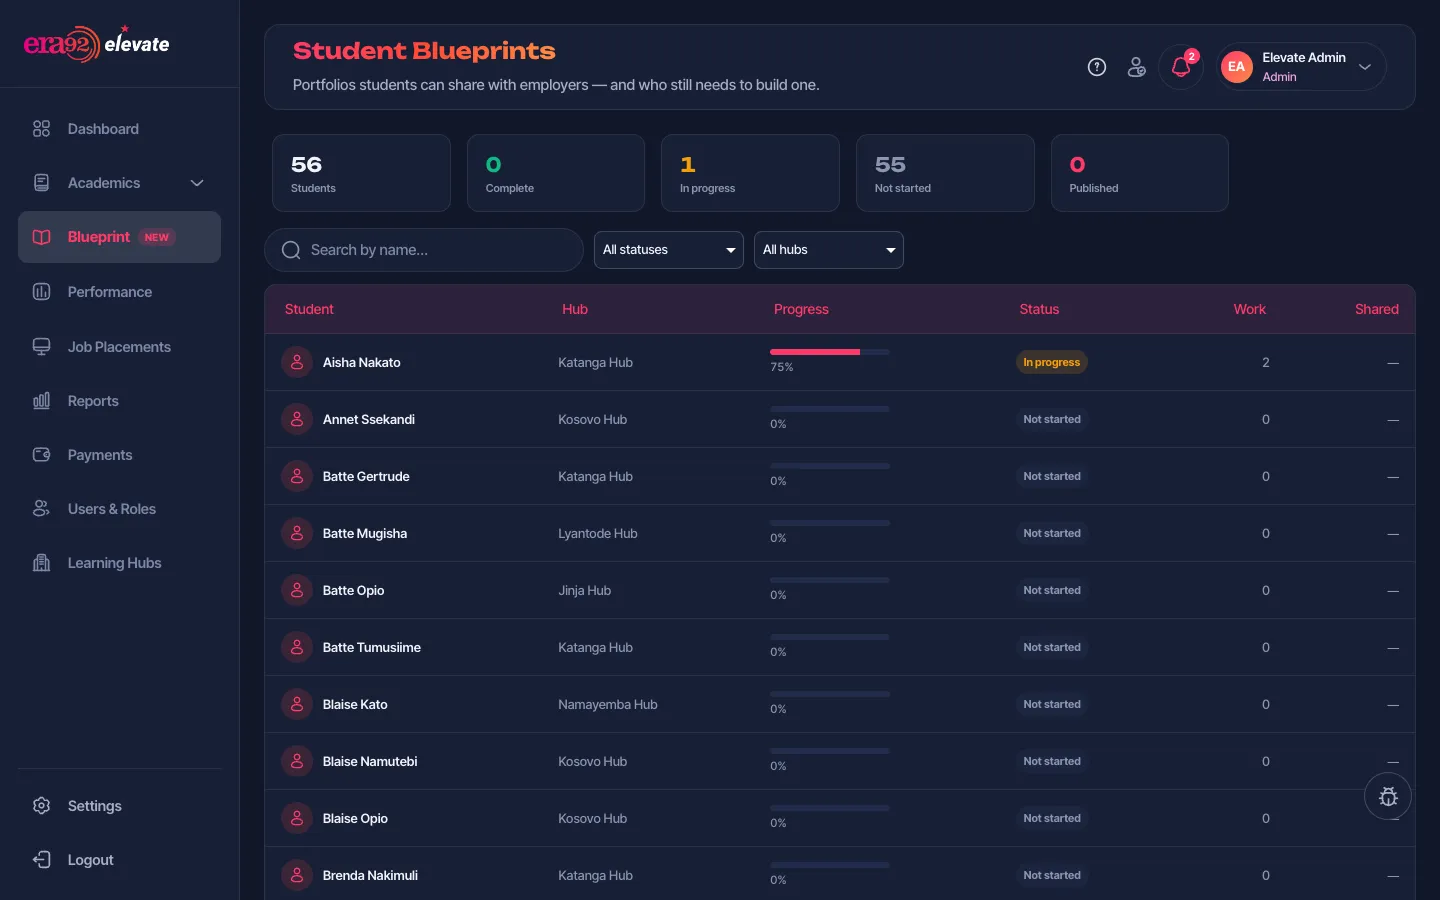 era92 elevate
Dashboard
Academics
Blueprint NEW
Performance
Job Placements
Reports
Payments
Users & Roles
Learning Hubs
Settings
Logout
Student Blueprints
Portfolios students can share with employers — and who still needs to build one.
2
EA
Elevate Admin
Admin
56
Students
0
Complete
1
In progress
55
Not started
0
Published
Search by name...
All statuses
All hubs
Student Hub Progress Status Work Shared
Aisha Nakato Katanga Hub 75% In progress 2 —
Annet Ssekandi Kosovo Hub 0% Not started 0 —
Batte Gertrude Katanga Hub 0% Not started 0 —
Batte Mugisha Lyantode Hub 0% Not started 0 —
Batte Opio Jinja Hub 0% Not started 0 —
Batte Tumusiime Katanga Hub 0% Not started 0 —
Blaise Kato Namayemba Hub 0% Not started 0 —
Blaise Namutebi Kosovo Hub 0% Not started 0 —
Blaise Opio Kosovo Hub 0% Not started 0 —
Brenda Nakimuli Katanga Hub 0% Not started 0 —